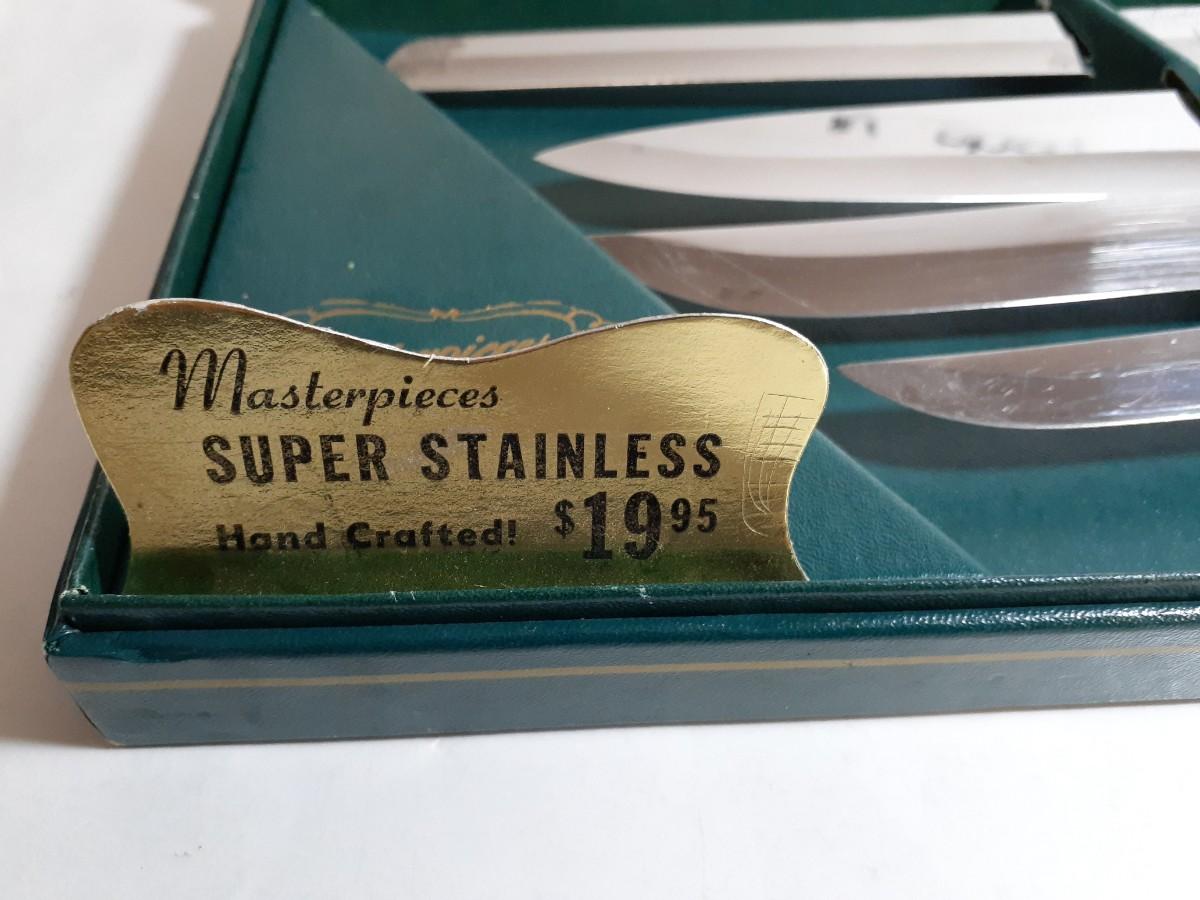 Masterpieces
SUPER STAINLESS
Hand Crafted! $19 95